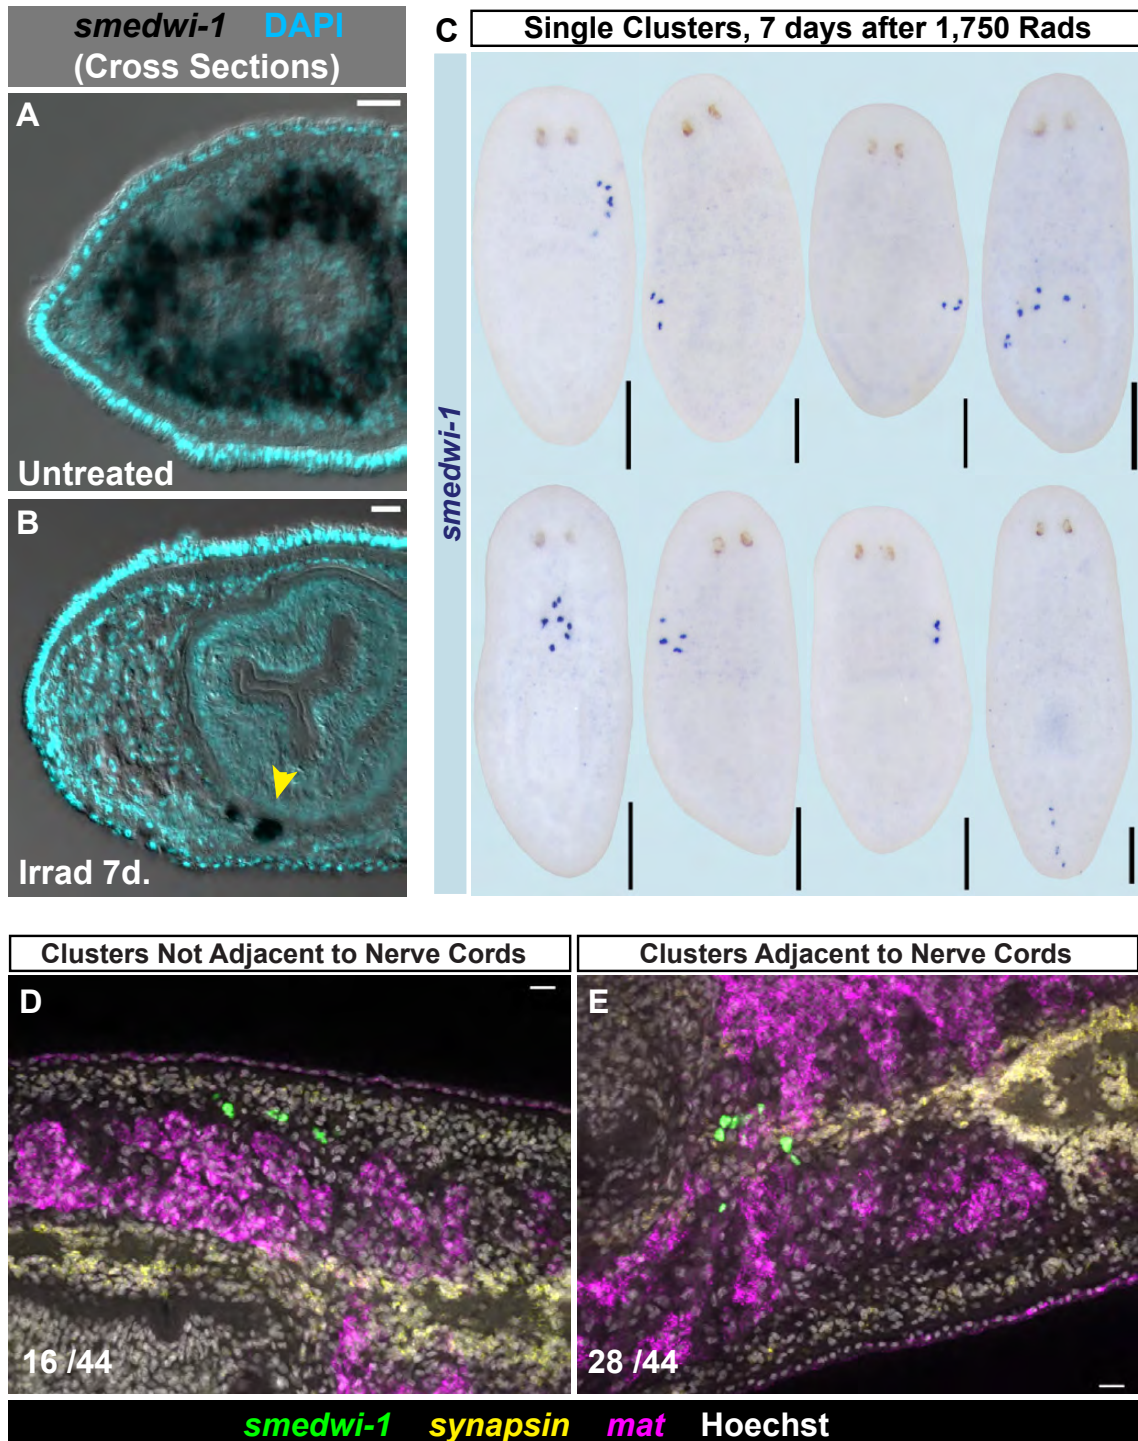 smedwi-1 DAPI
(Cross Sections)
A
Untreated
B
Irrad 7d.
C
Single Clusters, 7 days after 1,750 Rads
smedwi-1
Clusters Not Adjacent to Nerve Cords
D
16 /44
Clusters Adjacent to Nerve Cords
E
28 /44
smedwi-1 synapsin mat Hoechst